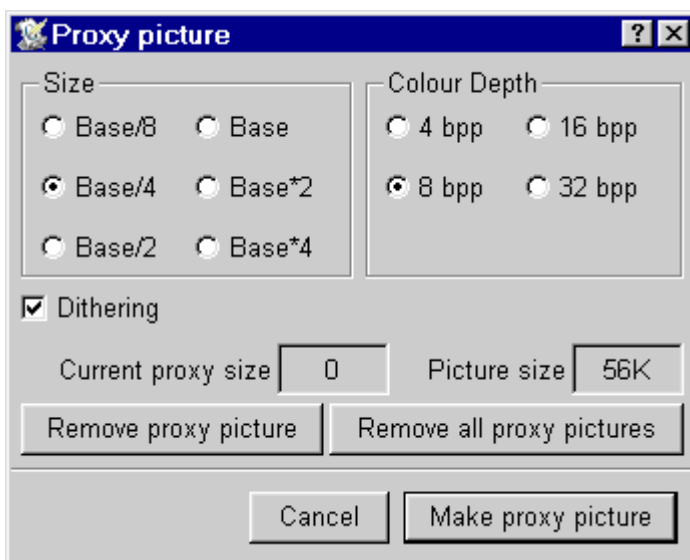 Proxy picture
Size
Colour Depth
Base/8 Base
4 bpp 16 bpp
Base/4 Base*2
8 bpp 32 bpp
Base/2 Base*4
Dithering
Current proxy size 0 Picture size 56K
Remove proxy picture Remove all proxy pictures
Cancel Make proxy picture